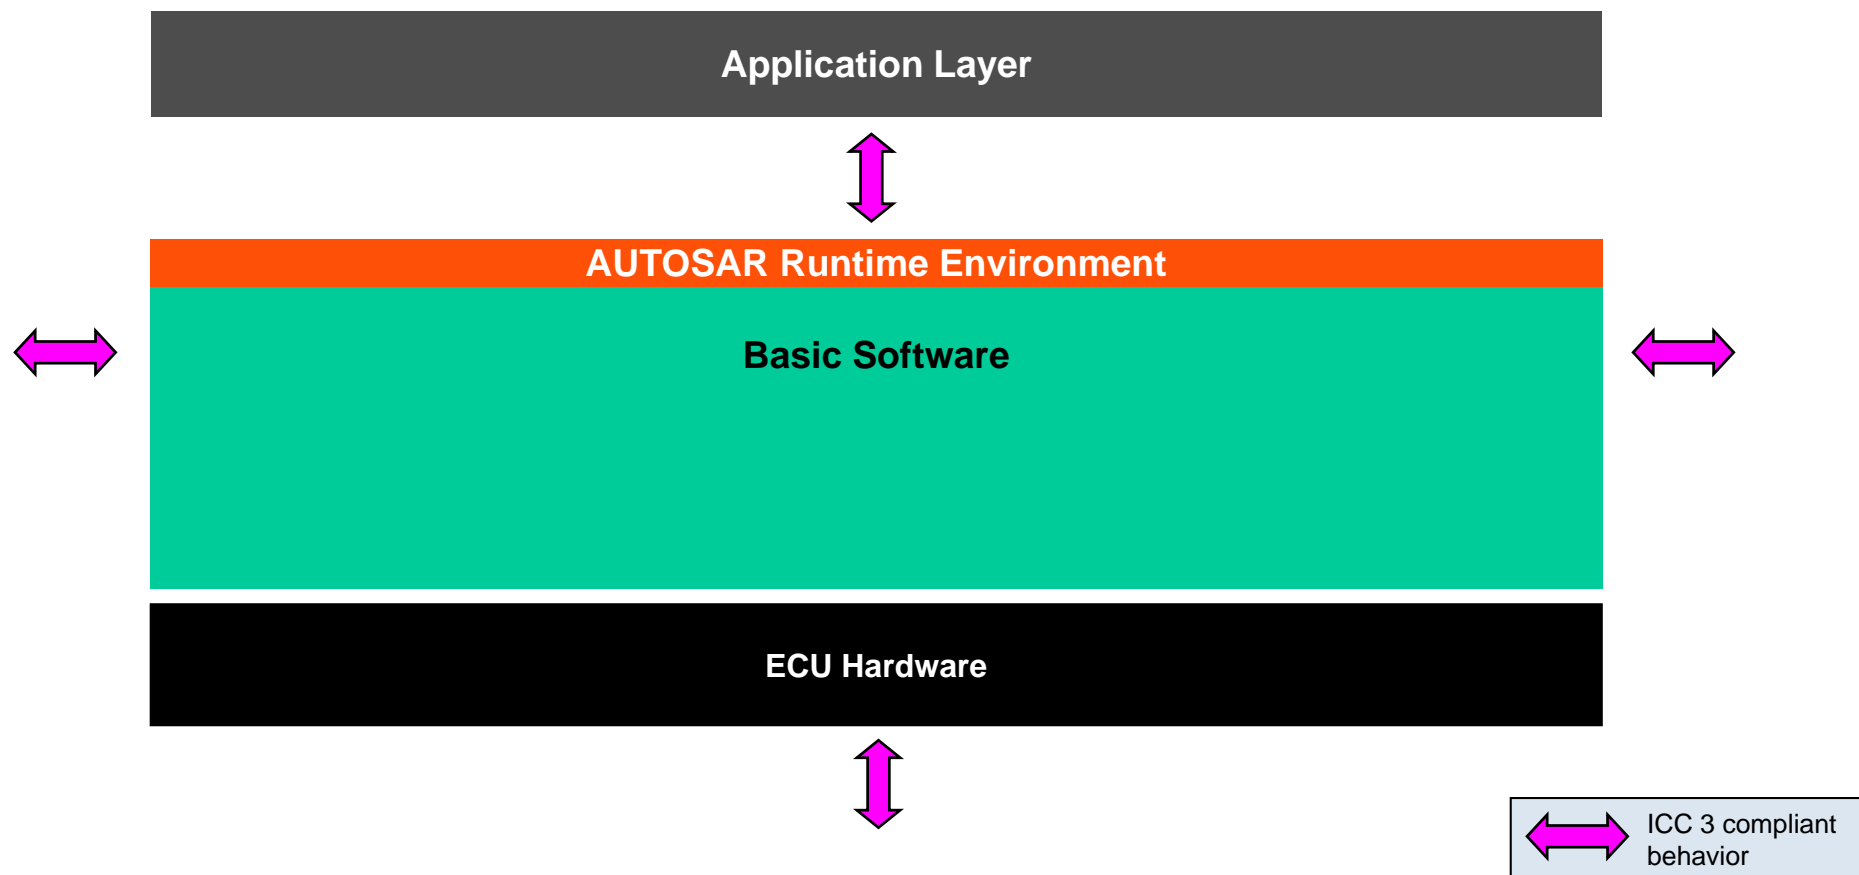 Application Layer
AUTOSAR Runtime Environment
Basic Software
ECU Hardware
ICC 3 compliant
behavior